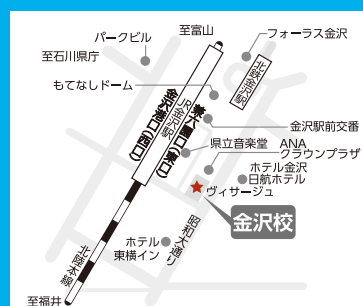 至富山
パークビル
フォーラス金沢
至石川県庁
北鉄金沢駅
もてなしドーム
兼六園口(東口)
JR金沢駅
金沢港口(西口)
金沢駅前交番
県立音楽堂
ANA
クラウンプラザ
ホテル金沢
日航ホテル
ヴィサージュ
金沢校
昭和大通り
ホテル
東横イン
北陸本線
至福井